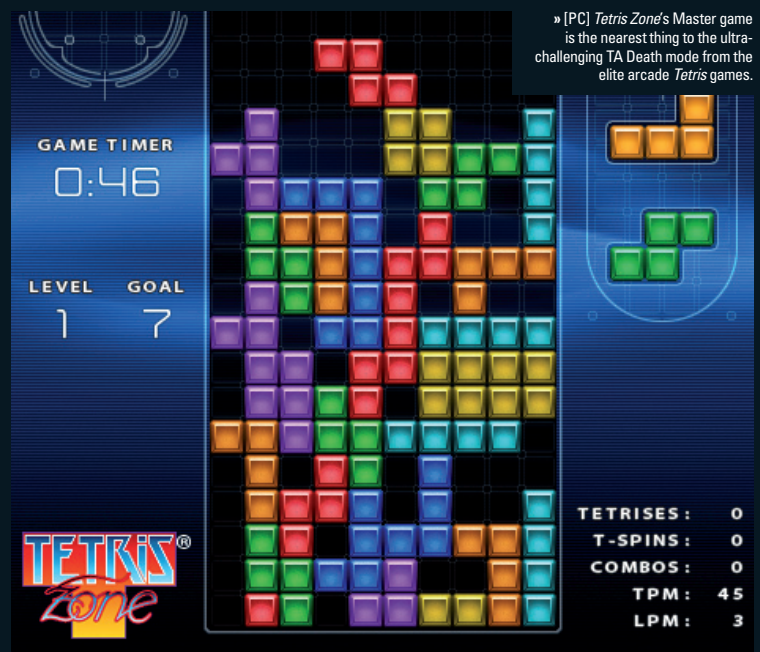 » [PC] Tetris Zone's Master game
is the nearest thing to the ultra-
challenging TA Death mode from the
elite arcade Tetris games.
GAME TIMER
0:46
LEVEL GOAL
1 7
TETRIS®
Zone
TETRISES: 0
T-SPINS: 0
COMBOS: 0
TPM: 45
LPM: 3